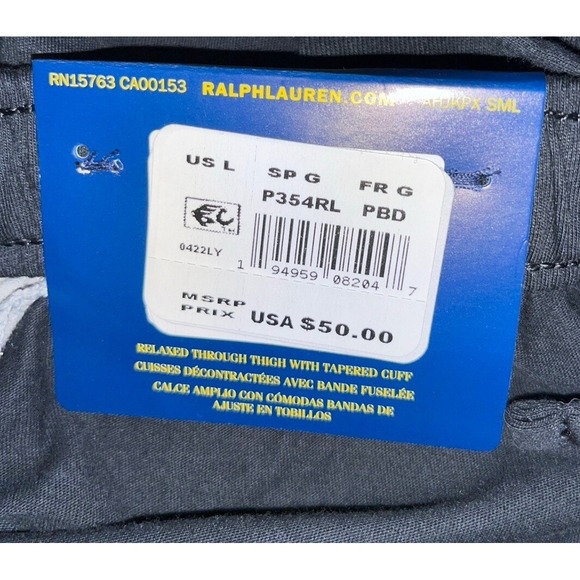 RN15763 CA00153 RALPHLAUREN.COM SML
US L SP G FR G
P354RL PBD
0422LY
1 94959 08204 7
MSRP
PRIX USA $50.00
RELAXED THROUGH THIGH WITH TAPERED CUFF
CUISSES DÉCONTRACTÉES AVEC BANDE FUSELÉE
CALCE AMPLIO CON CÓMODAS BANDAS DE
AJUSTE EN TOBILLOS